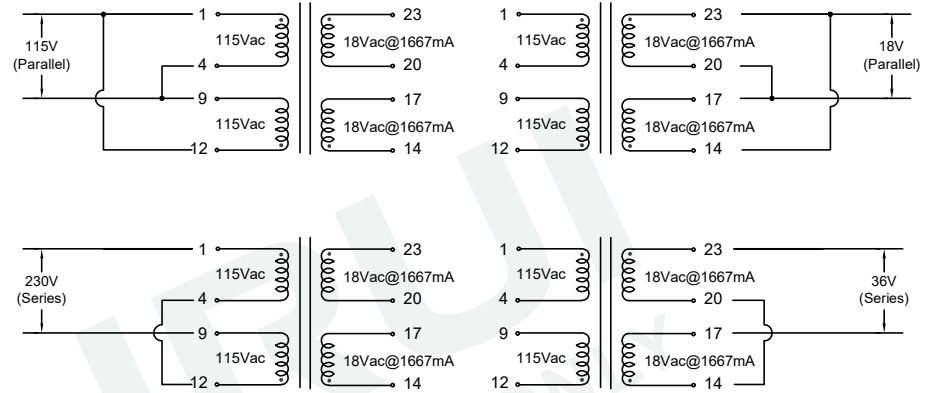 115V
(Parallel)
1
4
9
12
115Vac
115Vac
23
20
17
14
18Vac@1667mA
18Vac@1667mA
1
4
9
12
115Vac
115Vac
23
20
17
14
18Vac@1667mA
18Vac@1667mA
18V
(Parallel)
230V
(Series)
1
4
9
12
115Vac
115Vac
23
20
17
14
18Vac@1667mA
18Vac@1667mA
1
4
9
12
115Vac
115Vac
23
20
17
14
18Vac@1667mA
18Vac@1667mA
36V
(Series)